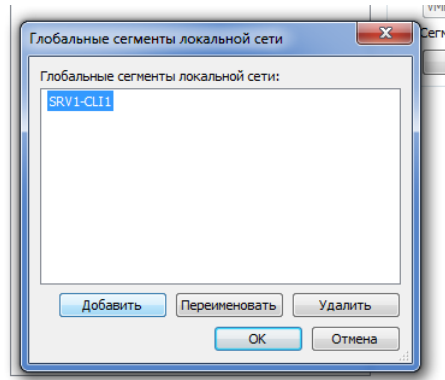 Глобальные сегменты локальной сети
Глобальные сегменты локальной сети:
SRV1-CLI1
Добавить
Переименовать
Удалить
OK
Отмена